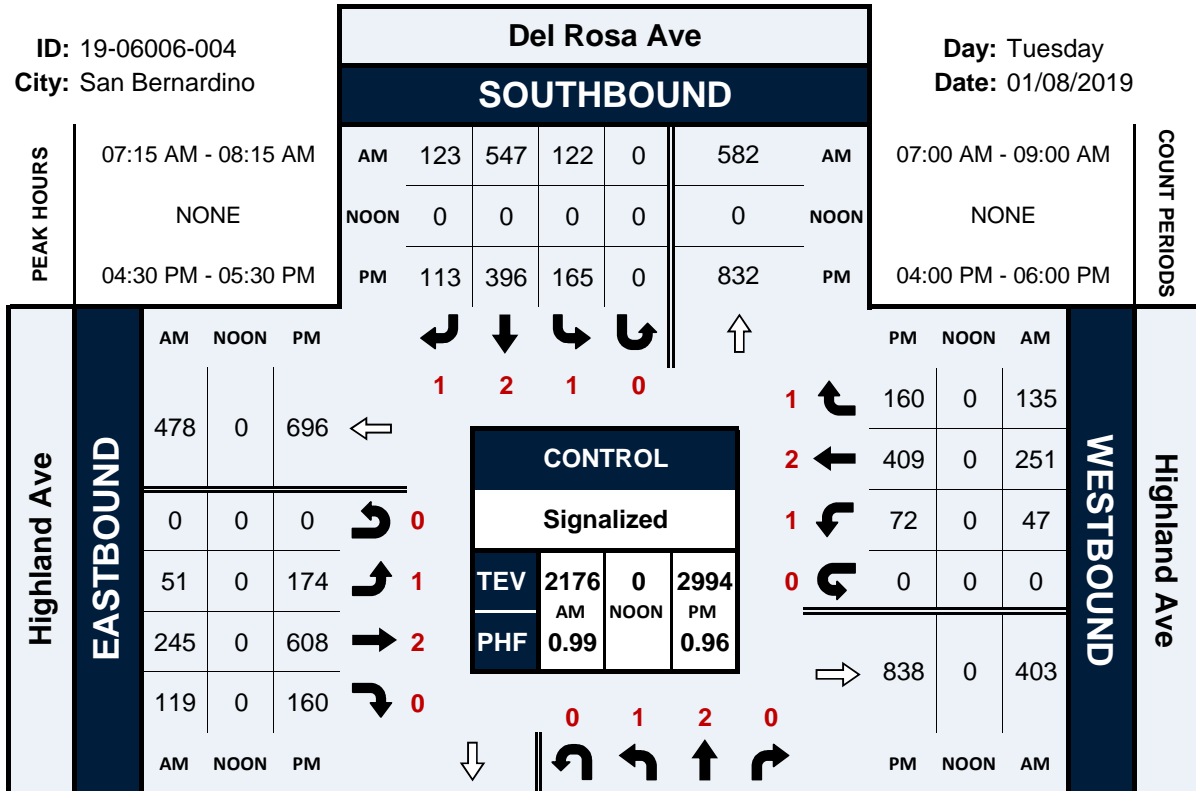 Del Rosa Ave
ID: 19-06006-004
City: San Bernardino
Day: Tuesday
Date: 01/08/2019
SOUTHBOUND
PEAK HOURS
07:15 AM - 08:15 AM
NONE
04:30 PM - 05:30 PM
AM 123 547 122 0 582 AM
NOON 0 0 0 0 0 NOON
PM 113 396 165 0 832 PM
07:00 AM - 09:00 AM
NONE
04:00 PM - 06:00 PM
COUNT PERIODS
1 2 1 0
Highland Ave
EASTBOUND
AM NOON PM
478 0 696
0 0 0 0
51 0 174 1
245 0 608 2
119 0 160 0
AM NOON PM
CONTROL
Signalized
TEV 2176 0 2994
AM NOON PM
PHF 0.99 0.96
PM NOON AM
1 160 0 135
2 409 0 251
1 72 0 47
0 0 0 0
838 0 403
PM NOON AM
WESTBOUND
Highland Ave
0 1 2 0